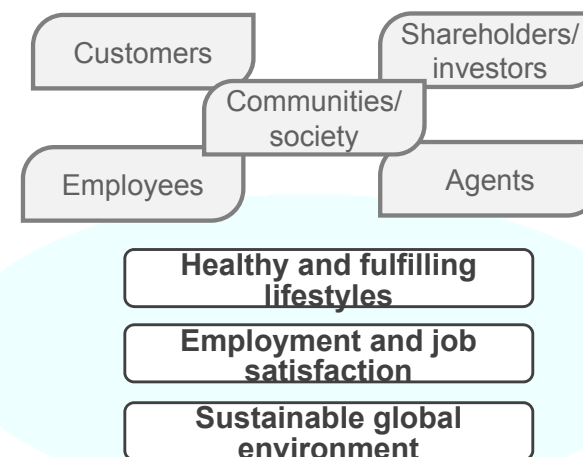 Customers
Shareholders/
investors
Communities/
society
Employees
Agents
Healthy and fulfilling
lifestyles
Employment and job
satisfaction
Sustainable global
environment